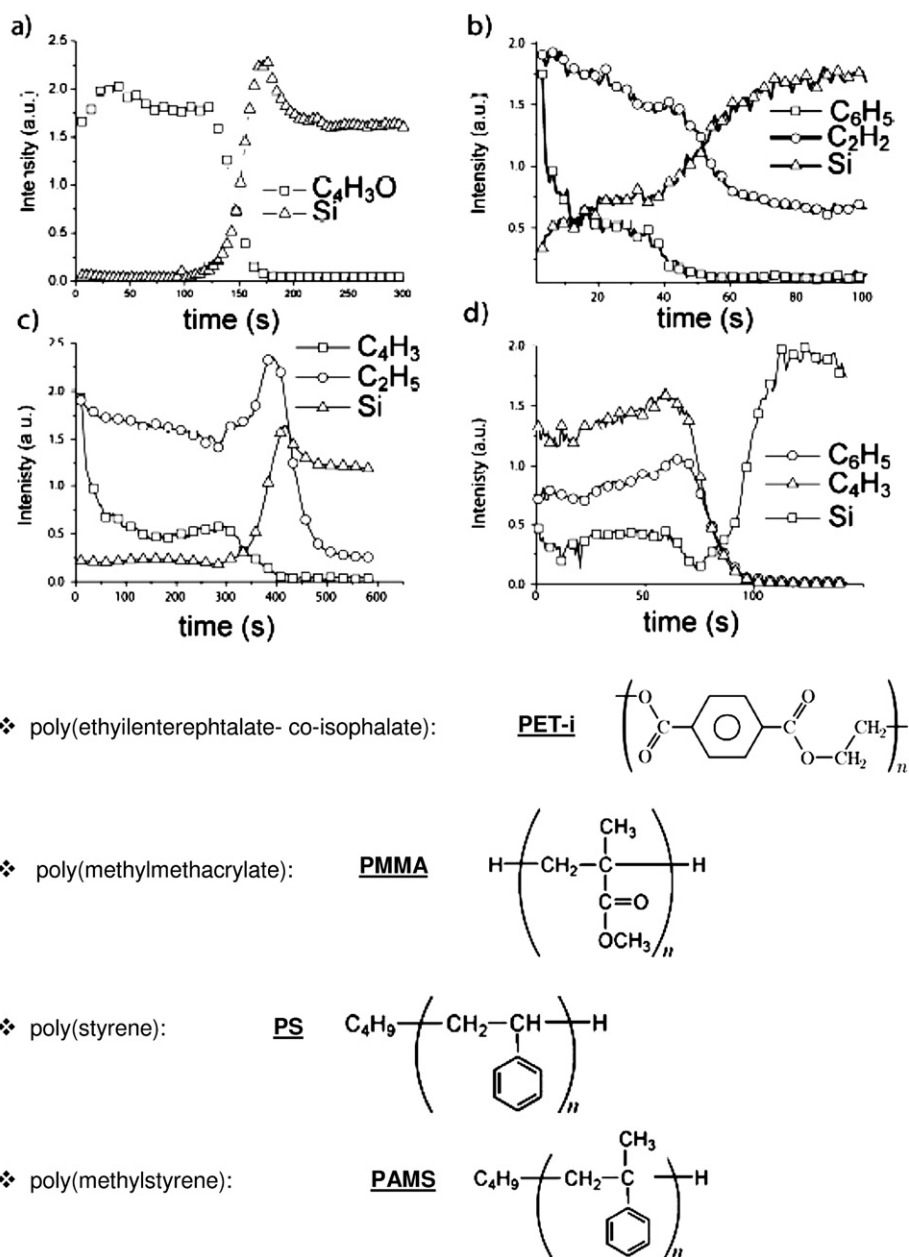 a)
2.5
2.0
1.5
1.0
0.5
0.0
Intensity (a.u.)
C4H3O
Si
0 50 100 150 200 250 300
time (s)
b)
2.0
1.5
1.0
0.5
Intensity (a.u.)
C6H5
C2H2
Si
20 40 60 80 100
time (s)
c)
2.5
2.0
1.5
1.0
0.5
0.0
Intenisty (a u.)
C4H3
C2H5
Si
0 100 200 300 400 500 600
time (s)
d)
2.0
1.5
1.0
0.5
0.0
Intenisty (a.u.)
C6H5
C4H3
Si
0 50 100
time (s)
❖ poly(ethyilenterephtalate- co-isophalate): PET-i
O O O O CH2 CH2 n
❖ poly(methylmethacrylate): PMMA
CH3
H CH2 C H
C=O
OCH3 n
❖ poly(styrene): PS
C4H9 CH2 CH H
n
❖ poly(methylstyrene): PAMS
CH3
C4H9 CH2 C H
n